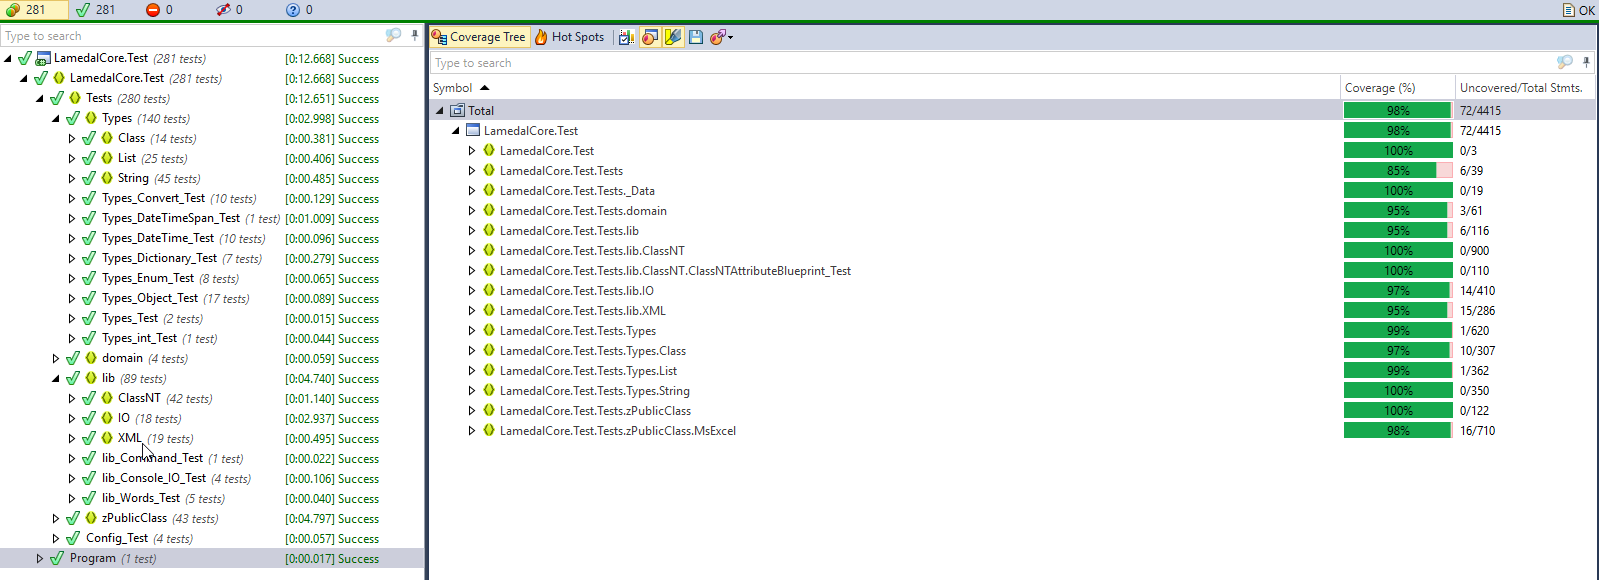 281 281 0 0 0 OK
Type to search
LamedalCore.Test (281 tests) [0:12.668] Success
LamedalCore.Test (281 tests) [0:12.668] Success
Tests (280 tests) [0:12.651] Success
Types (140 tests) [0:02.998] Success
Class (14 tests) [0:00.381] Success
List (25 tests) [0:00.406] Success
String (45 tests) [0:00.485] Success
Types_Convert_Test (10 tests) [0:00.129] Success
Types_DateTimeSpan_Test (1 test) [0:01.009] Success
Types_DateTime_Test (10 tests) [0:00.096] Success
Types_Dictionary_Test (7 tests) [0:00.279] Success
Types_Enum_Test (8 tests) [0:00.065] Success
Types_Object_Test (17 tests) [0:00.089] Success
Types_Test (2 tests) [0:00.015] Success
Types_int_Test (1 test) [0:00.044] Success
domain (4 tests) [0:00.059] Success
lib (89 tests) [0:04.740] Success
ClassNT (42 tests) [0:01.140] Success
IO (18 tests) [0:02.937] Success
XML (19 tests) [0:00.495] Success
lib_Command_Test (1 test) [0:00.022] Success
lib_Console_IO_Test (4 tests) [0:00.106] Success
lib_Words_Test (5 tests) [0:00.040] Success
zPublicClass (43 tests) [0:04.797] Success
Config_Test (4 tests) [0:00.057] Success
Program (1 test) [0:00.017] Success
Coverage Tree Hot Spots
Type to search
Symbol Coverage (%) Uncovered/Total Stmts.
Total 98% 72/4415
LamedalCore.Test 98% 72/4415
LamedalCore.Test 100% 0/3
LamedalCore.Test.Tests 85% 6/39
LamedalCore.Test.Tests._Data 100% 0/19
LamedalCore.Test.Tests.domain 95% 3/61
LamedalCore.Test.Tests.lib 95% 6/116
LamedalCore.Test.Tests.lib.ClassNT 100% 0/900
LamedalCore.Test.Tests.lib.ClassNT.ClassNTAttributeBlueprint_Test 100% 0/110
LamedalCore.Test.Tests.lib.IO 97% 14/410
LamedalCore.Test.Tests.lib.XML 95% 15/286
LamedalCore.Test.Tests.Types 99% 1/620
LamedalCore.Test.Tests.Types.Class 97% 10/307
LamedalCore.Test.Tests.Types.List 99% 1/362
LamedalCore.Test.Tests.Types.String 100% 0/350
LamedalCore.Test.Tests.zPublicClass 100% 0/122
LamedalCore.Test.Tests.zPublicClass.MsExcel 98% 16/710